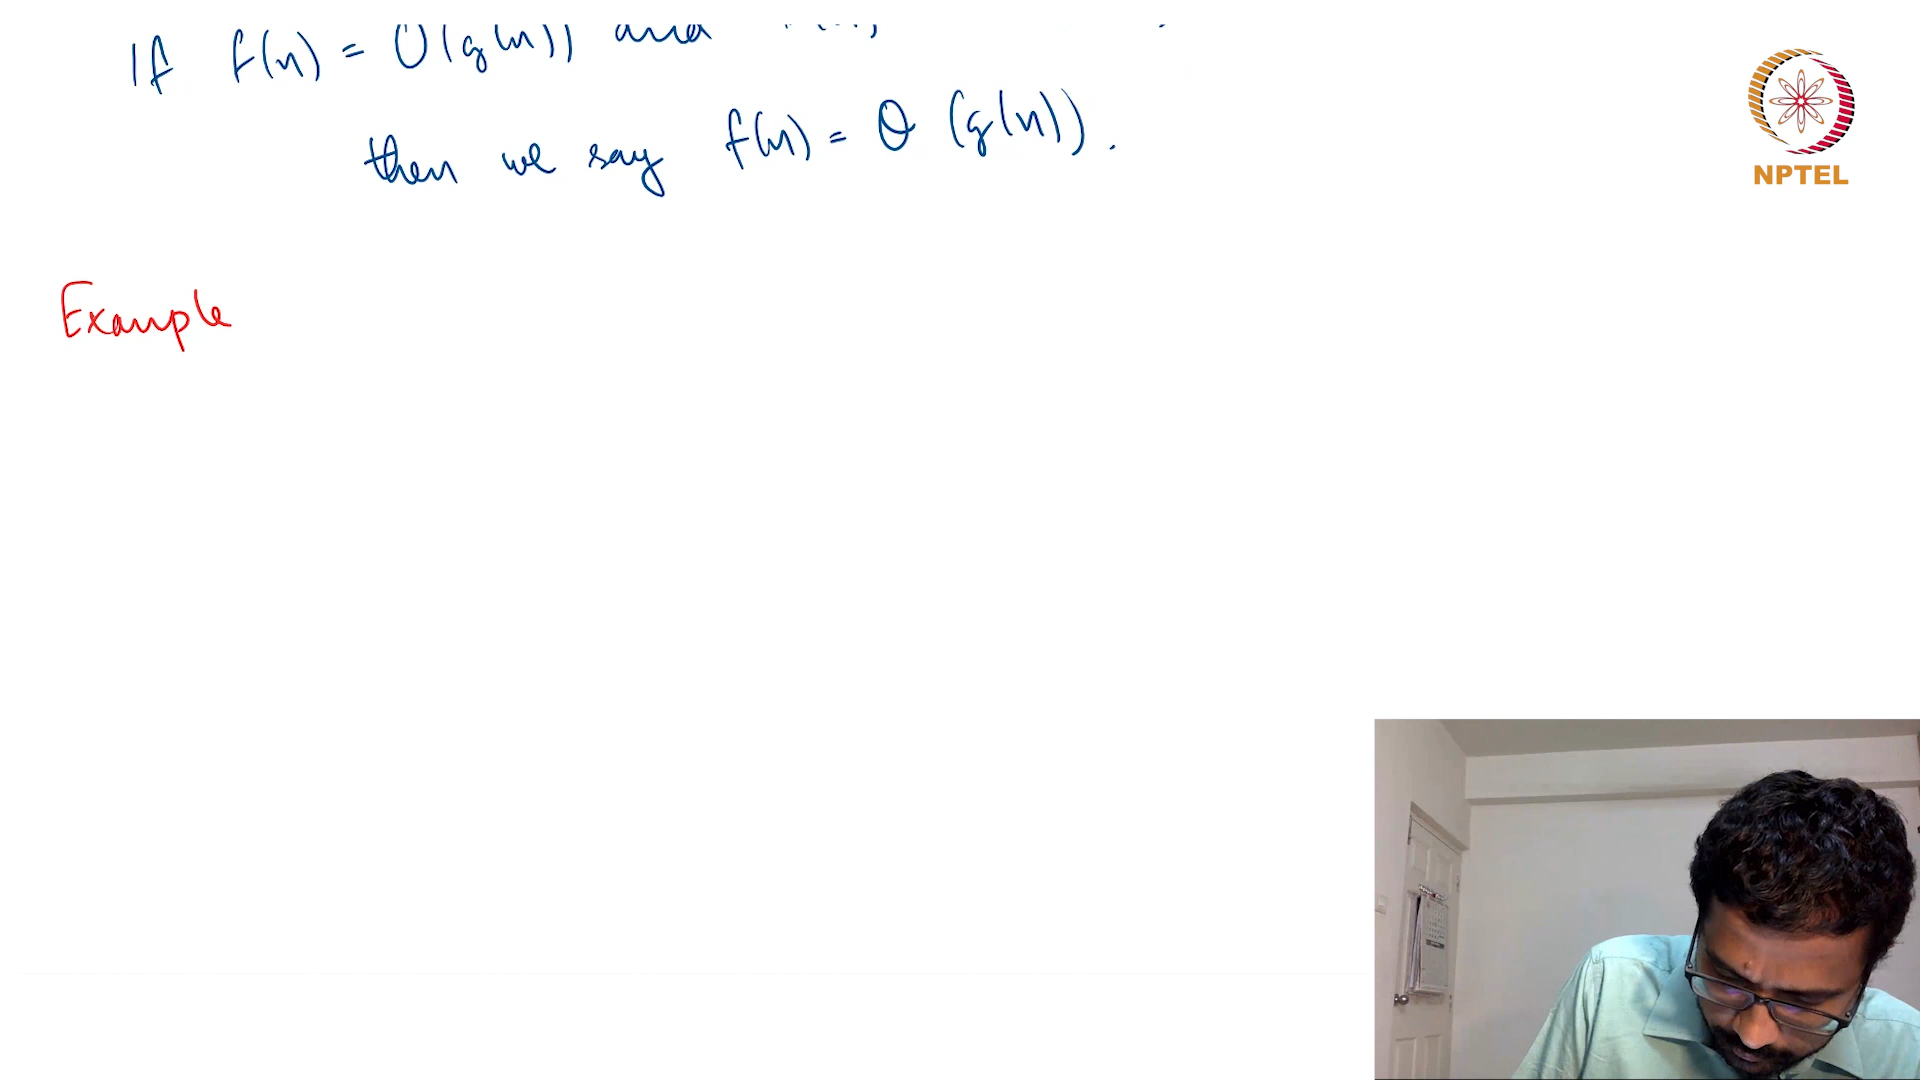 If f(n) = O(g(n)) and
then we say f(n) = Θ (g(n)).
Example
NPTEL